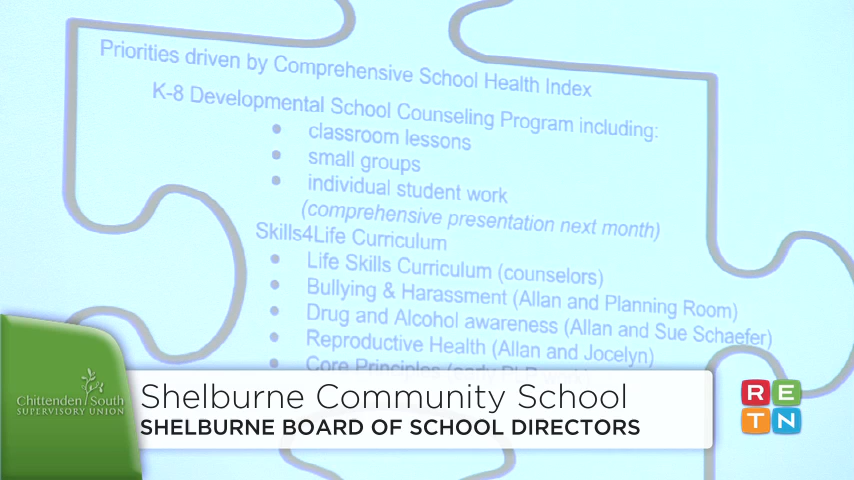 Priorities driven by Comprehensive School Health Index
K-8 Developmental School Counseling Program including:
• classroom lessons
• small groups
• individual student work
(comprehensive presentation next month)
Skills4Life Curriculum
• Life Skills Curriculum (counselors)
• Bullying & Harassment (Allan and Planning Room)
• Drug and Alcohol awareness (Allan and Sue Schaefer)
• Reproductive Health (Allan and Jocelyn)
• Core Principles (early
Chittenden South
SUPERVISORY UNION
Shelburne Community School
SHELBURNE BOARD OF SCHOOL DIRECTORS
RE
TN